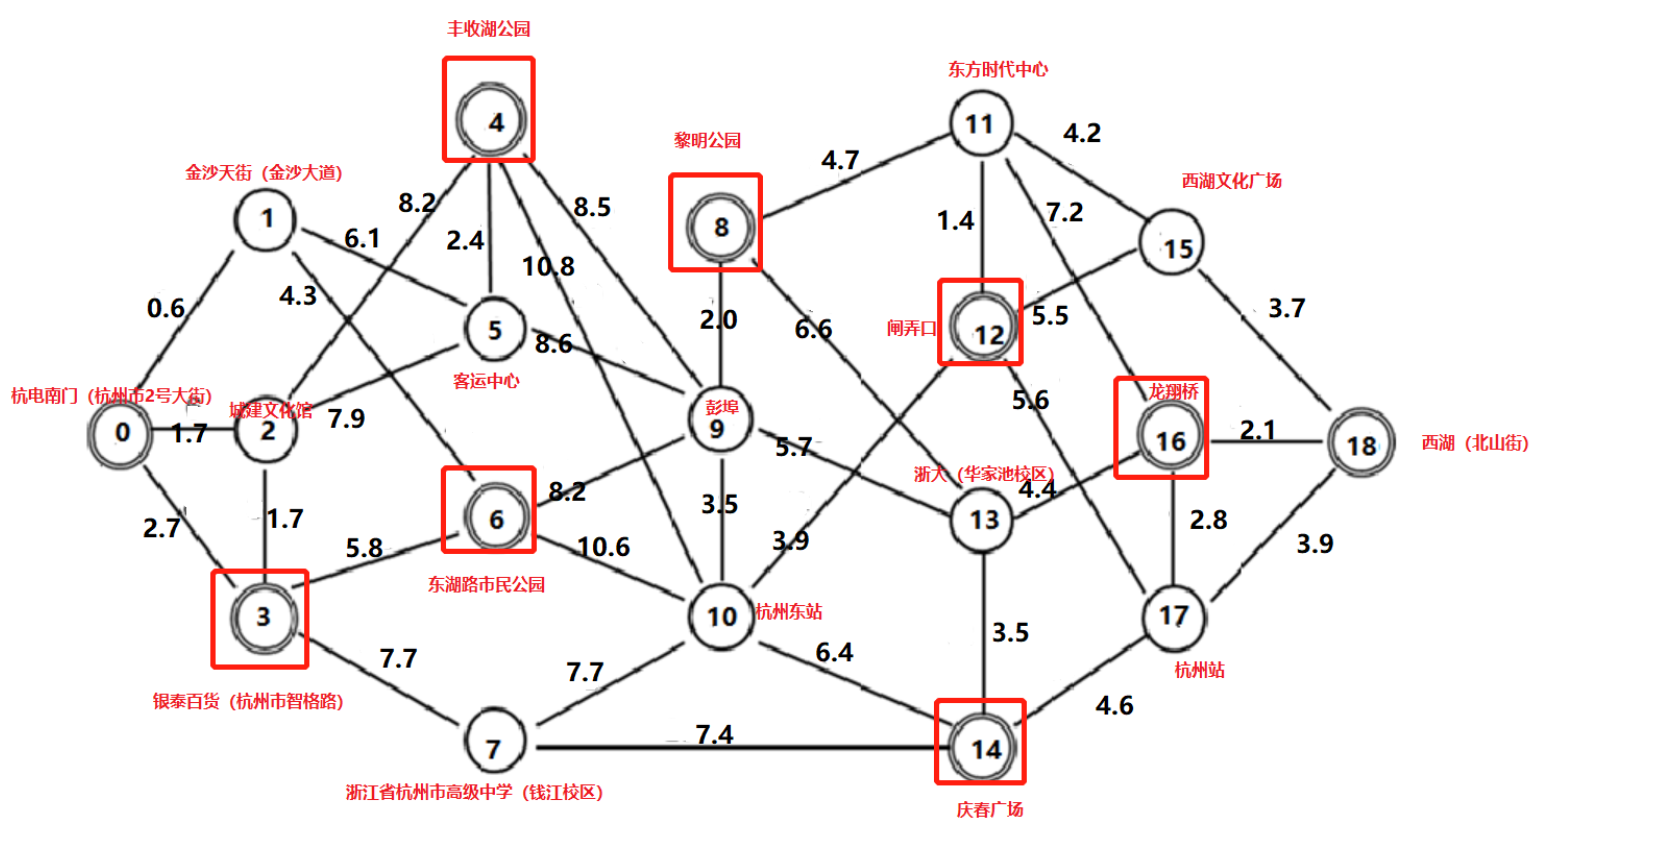 丰收湖公园
4
东方时代中心
11
4.2
黎明公园
4.7
金沙天街（金沙大道）
西湖文化广场
1
8.2
8.5
7.2
6.1
2.4
1.4
8
15
10.8
4.3
0.6
2.0
6.6
闸弄口
12
5.5
3.7
5
8.6
客运中心
杭电南门（杭州市2号大街）
城建文化馆
龙翔桥
彭埠
5.6
0
1.7
2
7.9
9
5.7
16
2.1
18
西湖（北山街）
浙大（华家池校区）
4.4
8.2
2.7
1.7
6
3.5
13
2.8
5.8
10.6
3.9
3.9
东湖路市民公园
3
10
杭州东站
17
7.7
7.7
6.4
3.5
杭州站
银泰百货（杭州市智格路）
4.6
7
7.4
14
浙江省杭州市高级中学（钱江校区）
庆春广场